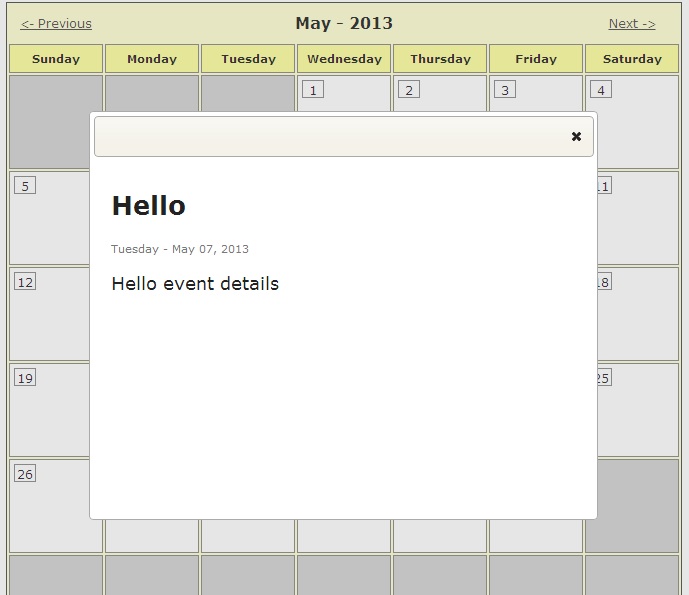 <- Previous May - 2013 Next ->
Sunday Monday Tuesday Wednesday Thursday Friday Saturday
1 2 3 4
Hello
Tuesday - May 07, 2013
Hello event details
5 11
12 18
19 25
26